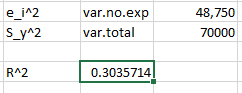 e_i^2 var.no.exp 48,750
S_y^2 var.total 70000
R^2 0.3035714